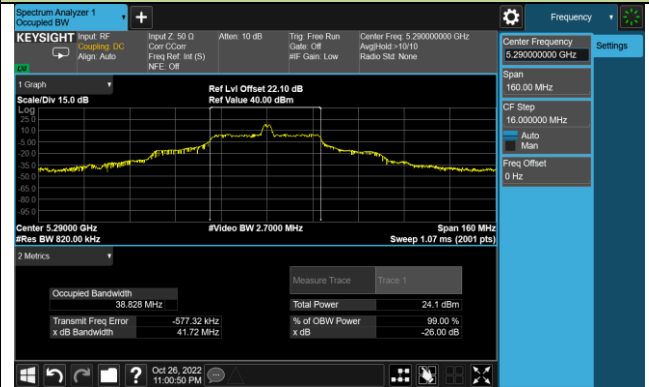 Spectrum Analyzer 1
Occupied BW
Frequency
KEYSIGHT
Input: RF
Coupling: DC
Align: Auto
Input Z: 50 Ω
Corr CCorr
Freq Ref: Int (S)
NFE: Off
Atten: 10 dB
Trig: Free Run
Gate: Off
#IF Gain: Low
Center Freq: 5.290000000 GHz
Avg|Hold:>10/10
Radio Std: None
Center Frequency
5.290000000 GHz
Settings
Span
160.00 MHz
CF Step
16.000000 MHz
Auto
Man
Freq Offset
0 Hz
1 Graph
Scale/Div 15.0 dB
Ref Lvl Offset 22.10 dB
Ref Value 40.00 dBm
Log
25.0
10.0
-5.00
-20.0
-35.0
-50.0
-65.0
-80.0
-95.0
Center 5.29000 GHz
#Video BW 2.7000 MHz
Span 160 MHz
#Res BW 820.00 kHz
Sweep 1.07 ms (2001 pts)
2 Metrics
Measure Trace
Trace 1
Occupied Bandwidth
38.828 MHz
Total Power
24.1 dBm
Transmit Freq Error
-577.32 kHz
% of OBW Power
99.00 %
x dB Bandwidth
41.72 MHz
x dB
-26.00 dB
Oct 26, 2022
11:00:50 PM